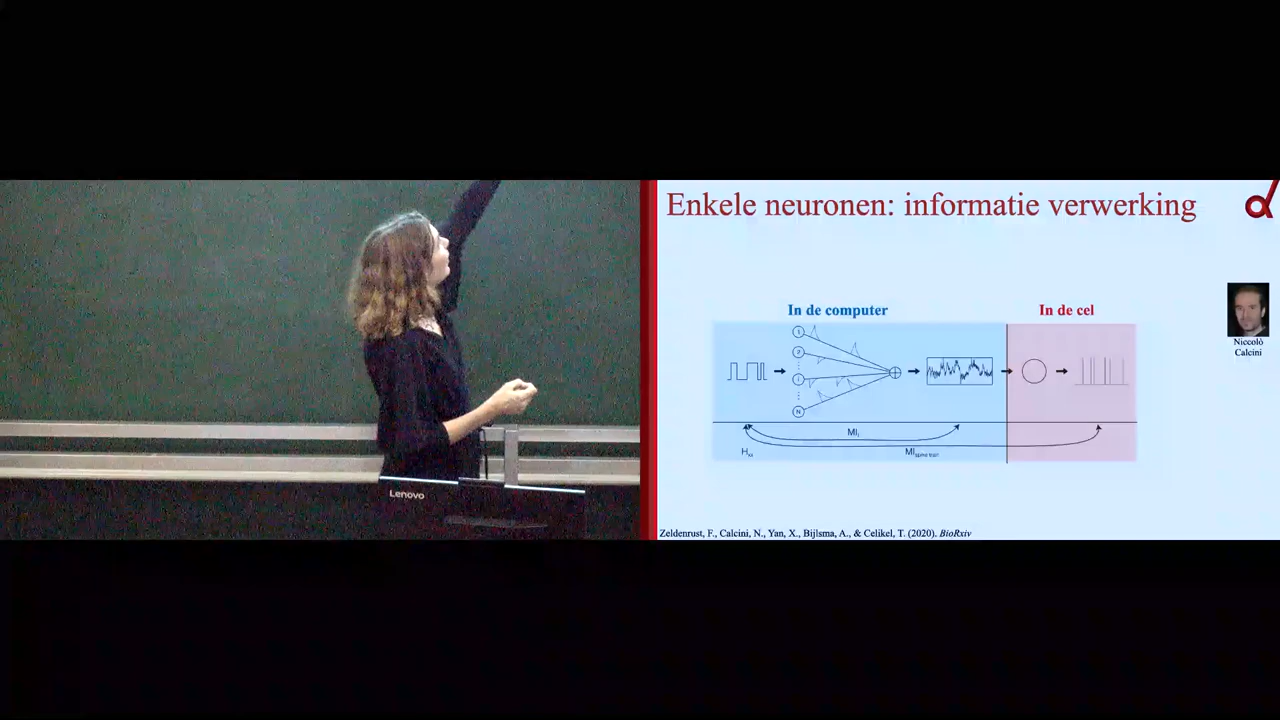 Enkele neuronen: informatie verwerking
In de computer
In de cel
1
2
i
N
Niccolò
Calcini
MI
H
MI
Lenovo
Zeldenrust, F., Calcini, N., Yan, X., Bijlsma, A., & Celikel, T. (2020). BioRxiv